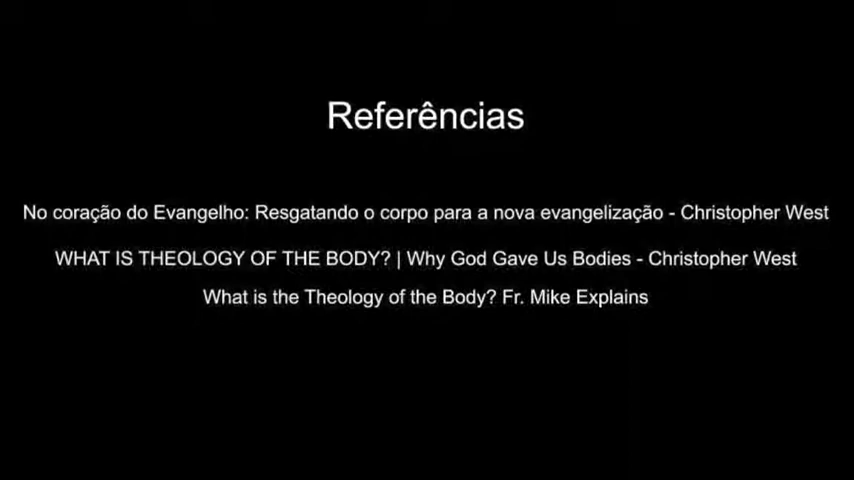 Referências
No coração do Evangelho: Resgatando o corpo para a nova evangelização - Christopher West
WHAT IS THEOLOGY OF THE BODY? | Why God Gave Us Bodies - Christopher West
What is the Theology of the Body? Fr. Mike Explains